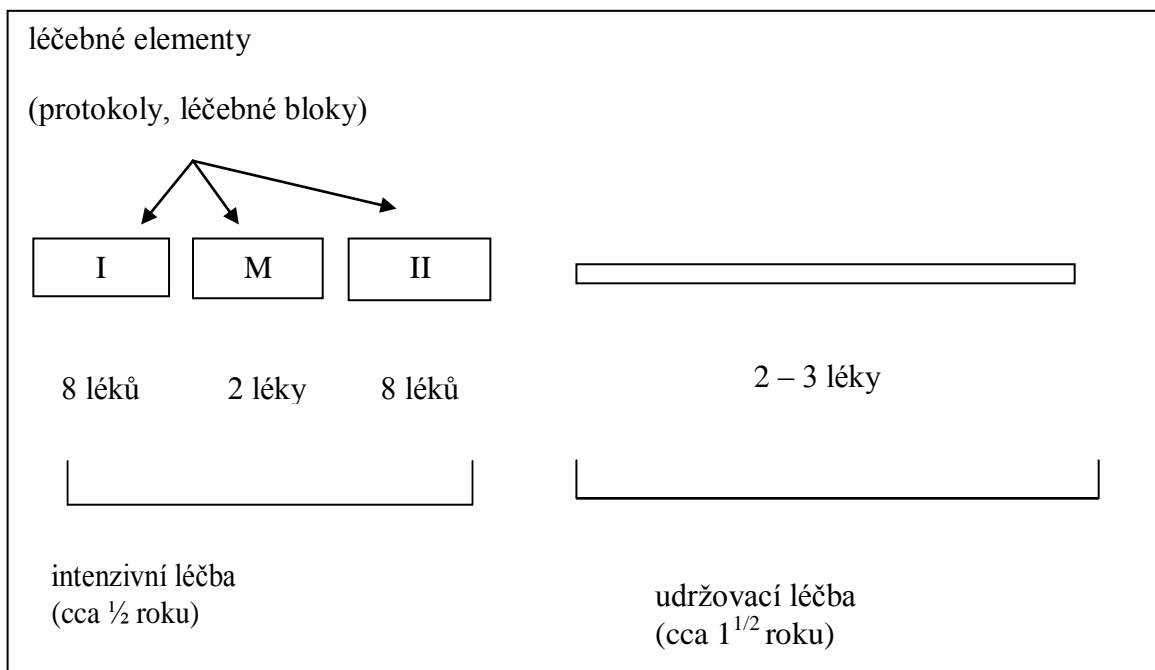 léčebné elementy
(protokoly, léčebné bloky)
I M II
8 léků 2 léky 8 léků 2 – 3 léky
intenzivní léčba
(cca ½ roku)
udržovací léčba
(cca 1 1/2 roku)